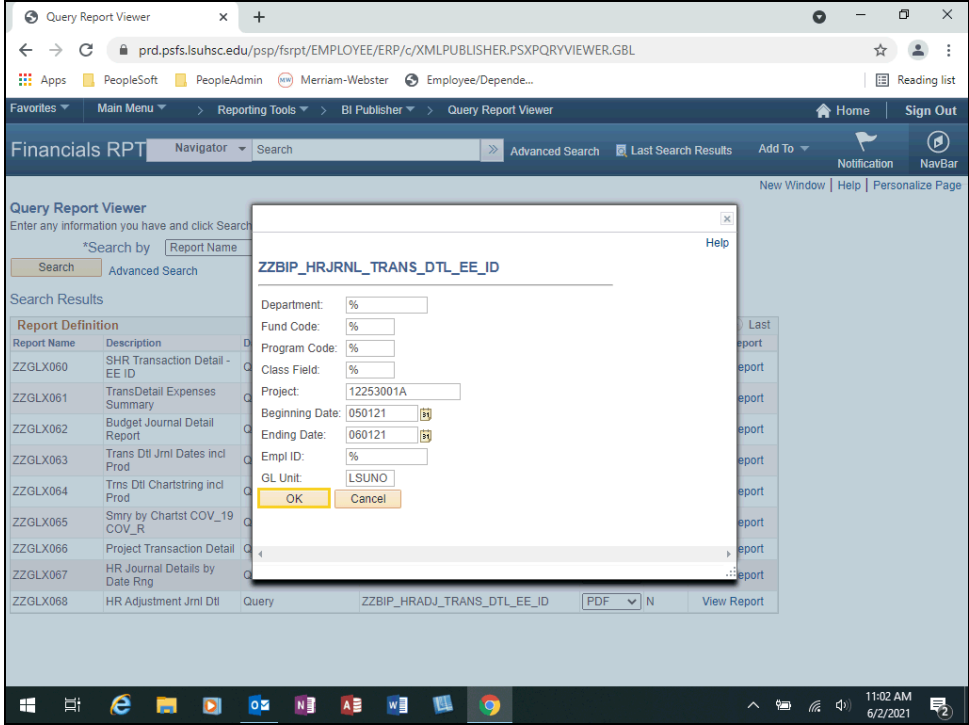 Query Report Viewer
prd.psfs.lsuhsc.edu/psp/fsrpt/EMPLOYEE/ERP/c/XMLPUBLISHER.PSXPQRYVIEWER.GBL
Apps PeopleSoft PeopleAdmin Merriam-Webster Employee/Depende... Reading list
Favorites Main Menu > Reporting Tools > BI Publisher > Query Report Viewer Home Sign Out
Financials RPT Navigator Search Advanced Search Last Search Results Add To Notification NavBar
New Window | Help | Personalize Page
Query Report Viewer
Enter any information you have and click Search
*Search by Report Name
Search Advanced Search
Search Results
Report Definition Last
Report Name Description D eport
ZZGLX060 SHR Transaction Detail - EE ID Q eport
ZZGLX061 TransDetail Expenses Summary Q eport
ZZGLX062 Budget Journal Detail Report Q eport
ZZGLX063 Trans Dtl Jrnl Dates incl Prod Q eport
ZZGLX064 Trns Dtl Chartstring incl Prod Q eport
ZZGLX065 Smry by Chartst COV_19 COV_R Q eport
ZZGLX066 Project Transaction Detail Q eport
ZZGLX067 HR Journal Details by Date Rng Q eport
ZZGLX068 HR Adjustment Jrnl Dtl Query ZZBIP_HRADJ_TRANS_DTL_EE_ID PDF N View Report
Help
ZZBIP_HRJRNL_TRANS_DTL_EE_ID
Department: %
Fund Code: %
Program Code: %
Class Field: %
Project: 12253001A
Beginning Date: 050121
Ending Date: 060121
Empl ID: %
GL Unit: LSUNO
OK Cancel
11:02 AM
6/2/2021
2